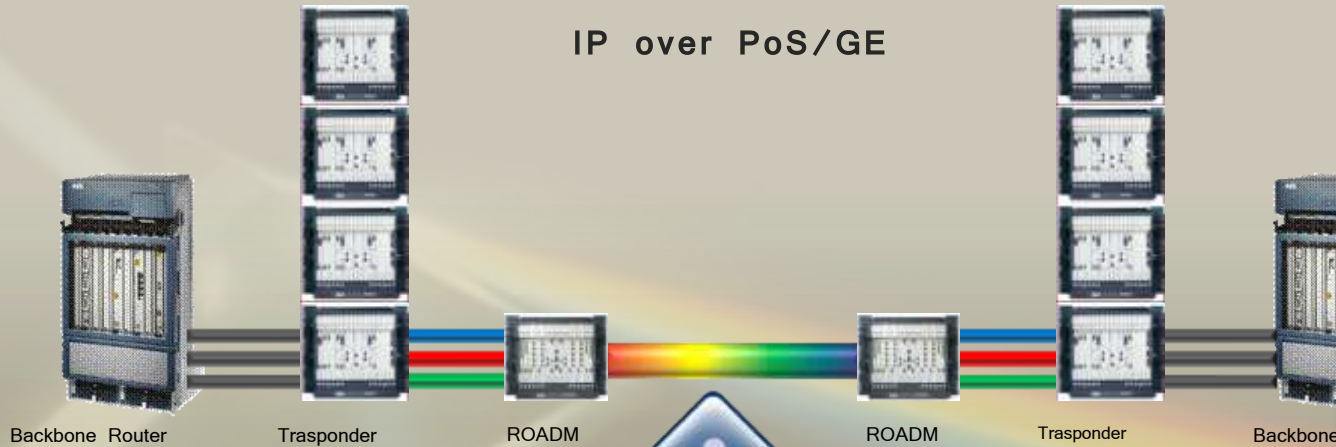 IP over PoS/GE
Backbone Router
Trasponder
ROADM
ROADM
Trasponder
Backbone